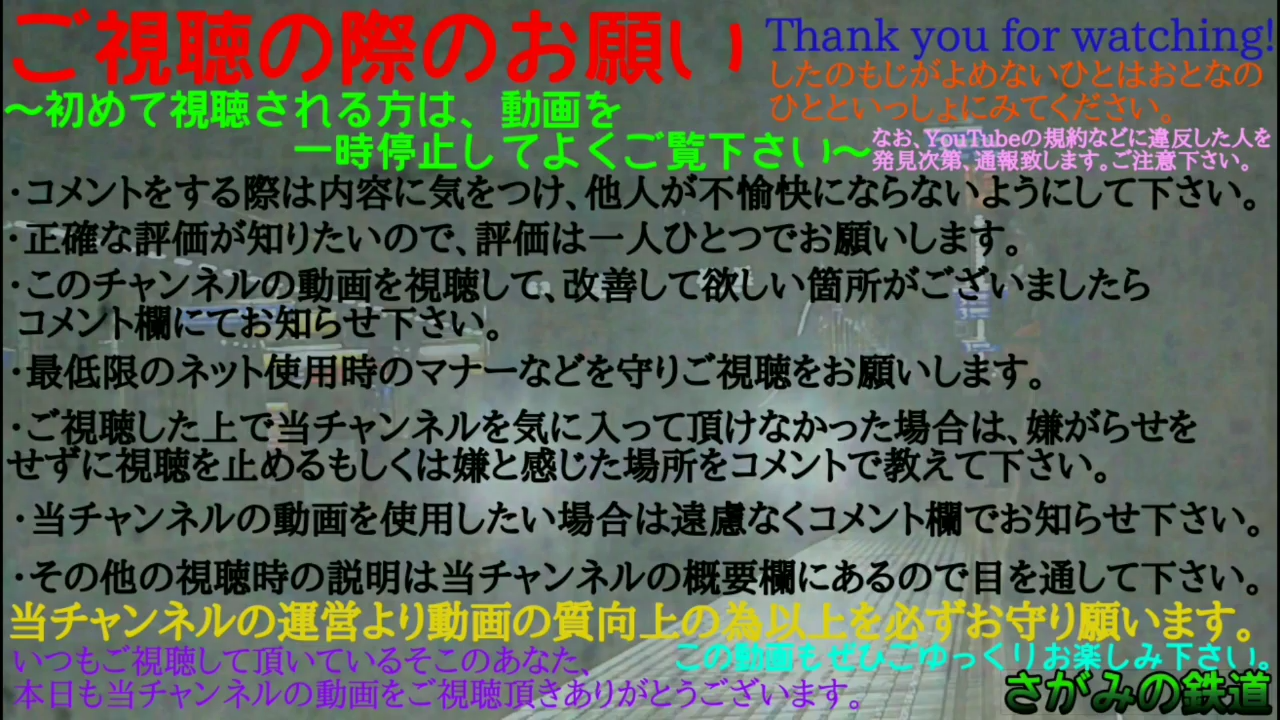 ご視聴の際のお願い
Thank you for watching!
したのもじがよめないひとはおとなの
ひとといっしょにみてください。
～初めて視聴される方は、動画を
一時停止してよくご覧下さい～
なお、YouTubeの規約などに違反した人を
発見次第、通報致します。ご注意下さい。
・コメントをする際は内容に気をつけ、他人が不愉快にならないようにして下さい。
・正確な評価が知りたいので、評価は一人ひとつでお願いします。
・このチャンネルの動画を視聴して、改善して欲しい箇所がございましたら
コメント欄にてお知らせ下さい。
・最低限のネット使用時のマナーなどを守りご視聴をお願いします。
・ご視聴した上で当チャンネルを気に入って頂けなかった場合は、嫌がらせを
せずに視聴を止めるもしくは嫌と感じた場所をコメントで教えて下さい。
・当チャンネルの動画を使用したい場合は遠慮なくコメント欄でお知らせ下さい。
・その他の視聴時の説明は当チャンネルの概要欄にあるので目を通して下さい。
当チャンネルの運営より動画の質向上の為以上を必ずお守り願います。
いつもご視聴して頂いているそこのあなた、
本日も当チャンネルの動画をご視聴頂きありがとうございます。
この動画もぜひごゆっくりお楽しみ下さい。
さがみの鉄道